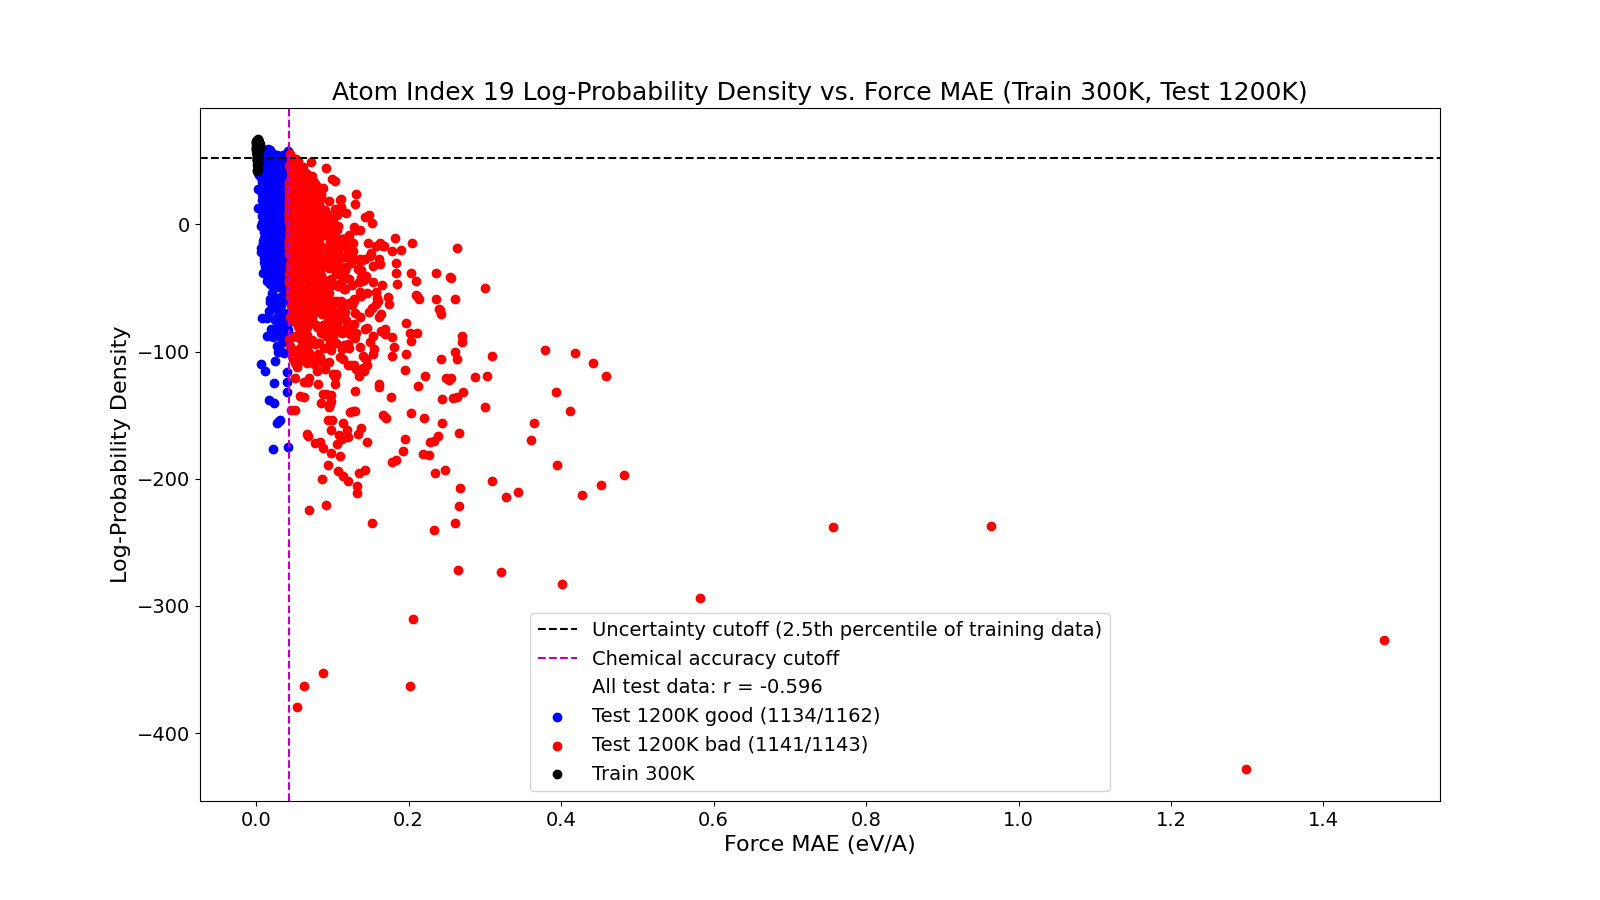 Atom Index 19 Log-Probability Density vs. Force MAE (Train 300K, Test 1200K)
Log-Probability Density
0
−100
−200
−300
−400
Uncertainty cutoff (2.5th percentile of training data)
Chemical accuracy cutoff
All test data: r = -0.596
Test 1200K good (1134/1162)
Test 1200K bad (1141/1143)
Train 300K
0.0 0.2 0.4 0.6 0.8 1.0 1.2 1.4
Force MAE (eV/A)